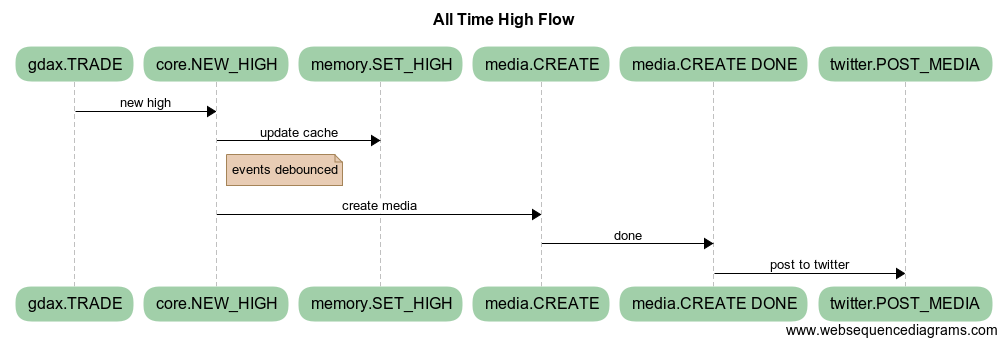 All Time High Flow
gdax.TRADE core.NEW_HIGH memory.SET_HIGH media.CREATE media.CREATE DONE twitter.POST_MEDIA
new high
update cache
events debounced
create media
done
post to twitter
gdax.TRADE core.NEW_HIGH memory.SET_HIGH media.CREATE media.CREATE DONE twitter.POST_MEDIA
www.websequencediagrams.com